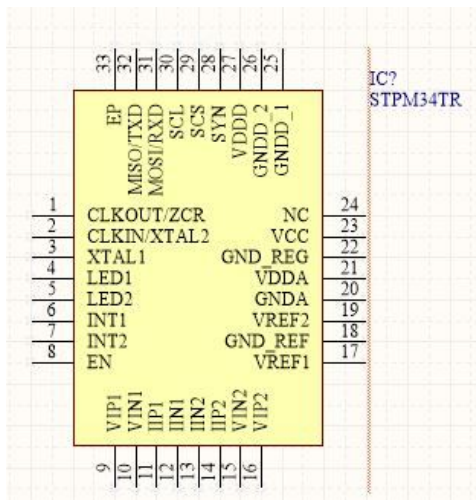 33 32 31 30 29 28 27 26 25
IC?
STPM34TR
EP
MISO/TXD
MOSI/RXD
SCL
SCS
SYN
VDDD
GNDD_2
GNDD_1
1 CLKOUT/ZCR NC 24
2 CLKIN/XTAL2 VCC 23
3 XTAL1 GND_REG 22
4 LED1 VDDA 21
5 LED2 GNDA 20
6 INT1 VREF2 19
7 INT2 GND_REF 18
8 EN VREF1 17
VIP1
VIN1
IIP1
IIN1
IIN2
IIP2
VIN2
VIP2
9 10 11 12 13 14 15 16